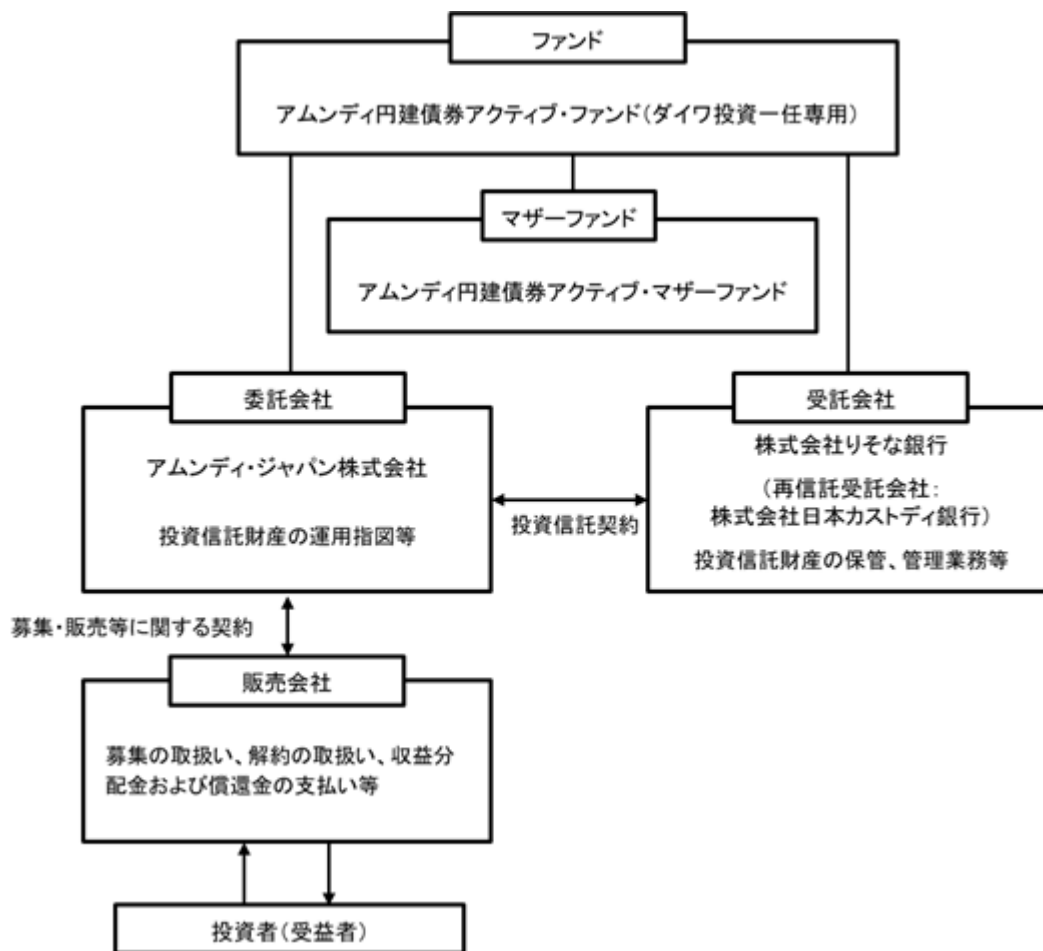 ファンド
アムンディ円建債券アクティブ・ファンド(ダイワ投資一任専用)
マザーファンド
アムンディ円建債券アクティブ・マザーファンド
委託会社
アムンディ・ジャパン株式会社
投資信託財産の運用指図等
投資信託契約
受託会社
株式会社りそな銀行
(再信託受託会社:
株式会社日本カストディ銀行)
投資信託財産の保管、管理業務等
募集・販売等に関する契約
販売会社
募集の取扱い、解約の取扱い、収益分
配金および償還金の支払い等
投資者(受益者)